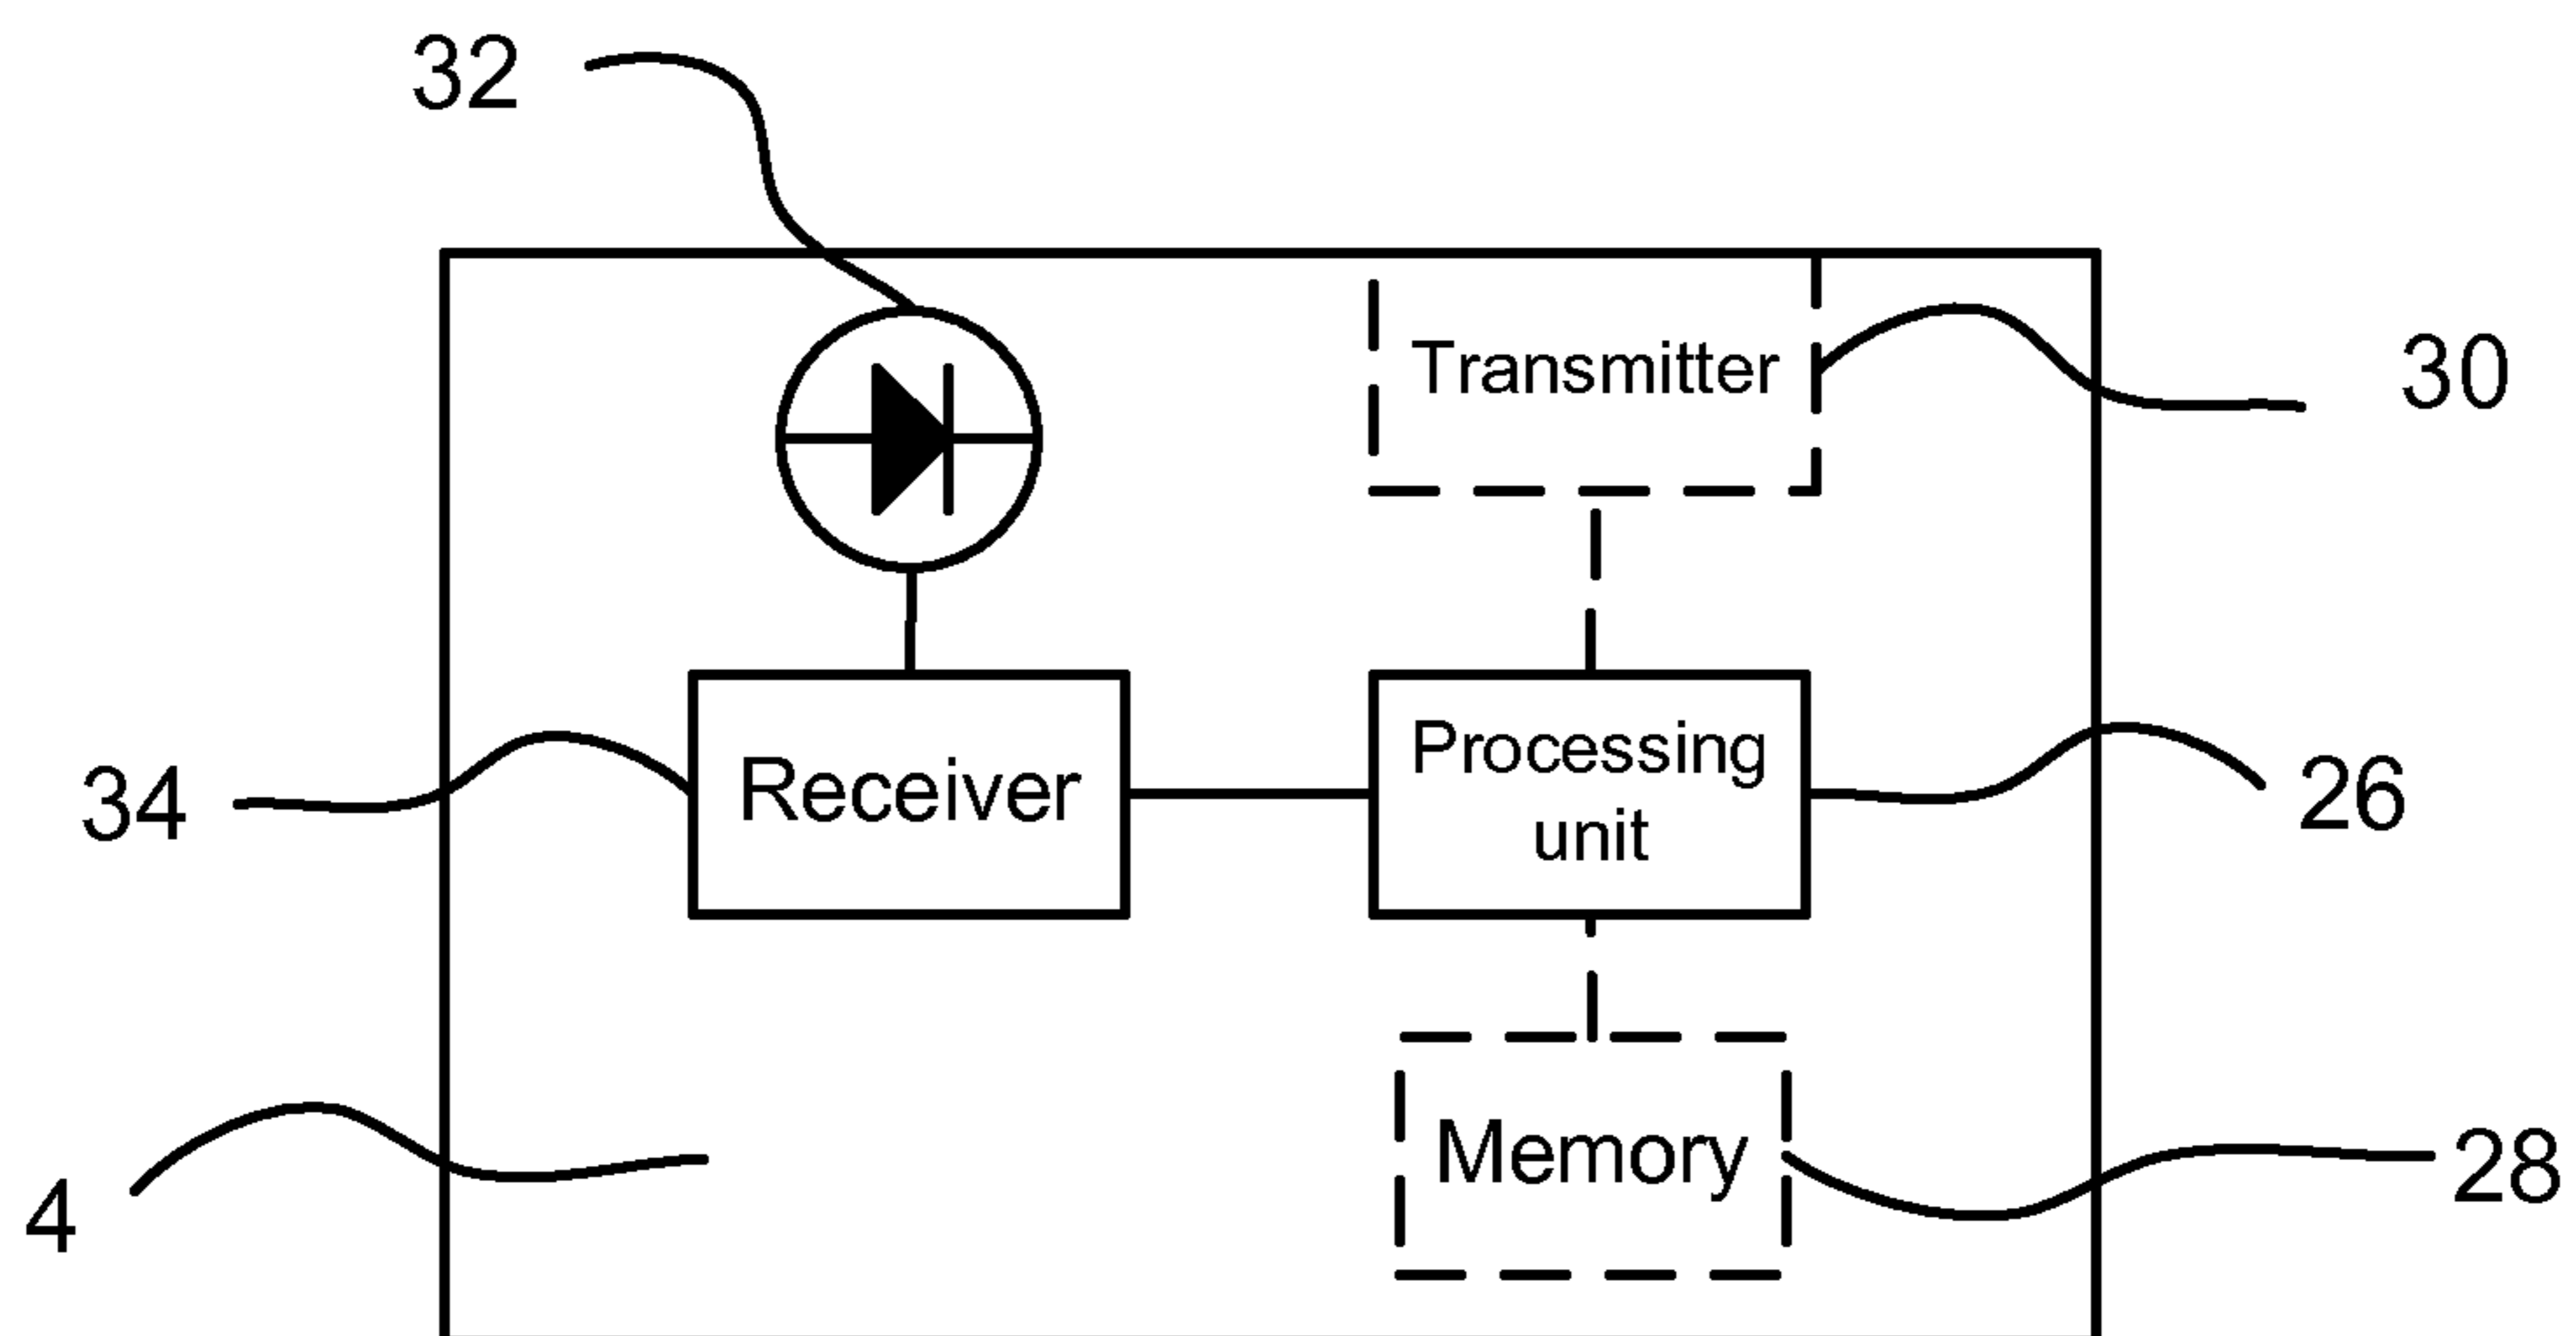 32
Transmitter
30
Receiver
Processing
unit
34
26
Memory
28
4